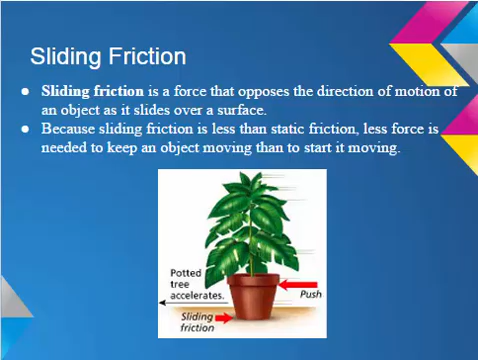 Sliding Friction
● Sliding friction is a force that opposes the direction of motion of
an object as it slides over a surface.
● Because sliding friction is less than static friction, less force is
needed to keep an object moving than to start it moving.
Potted
tree
accelerates.
Push
Sliding
friction